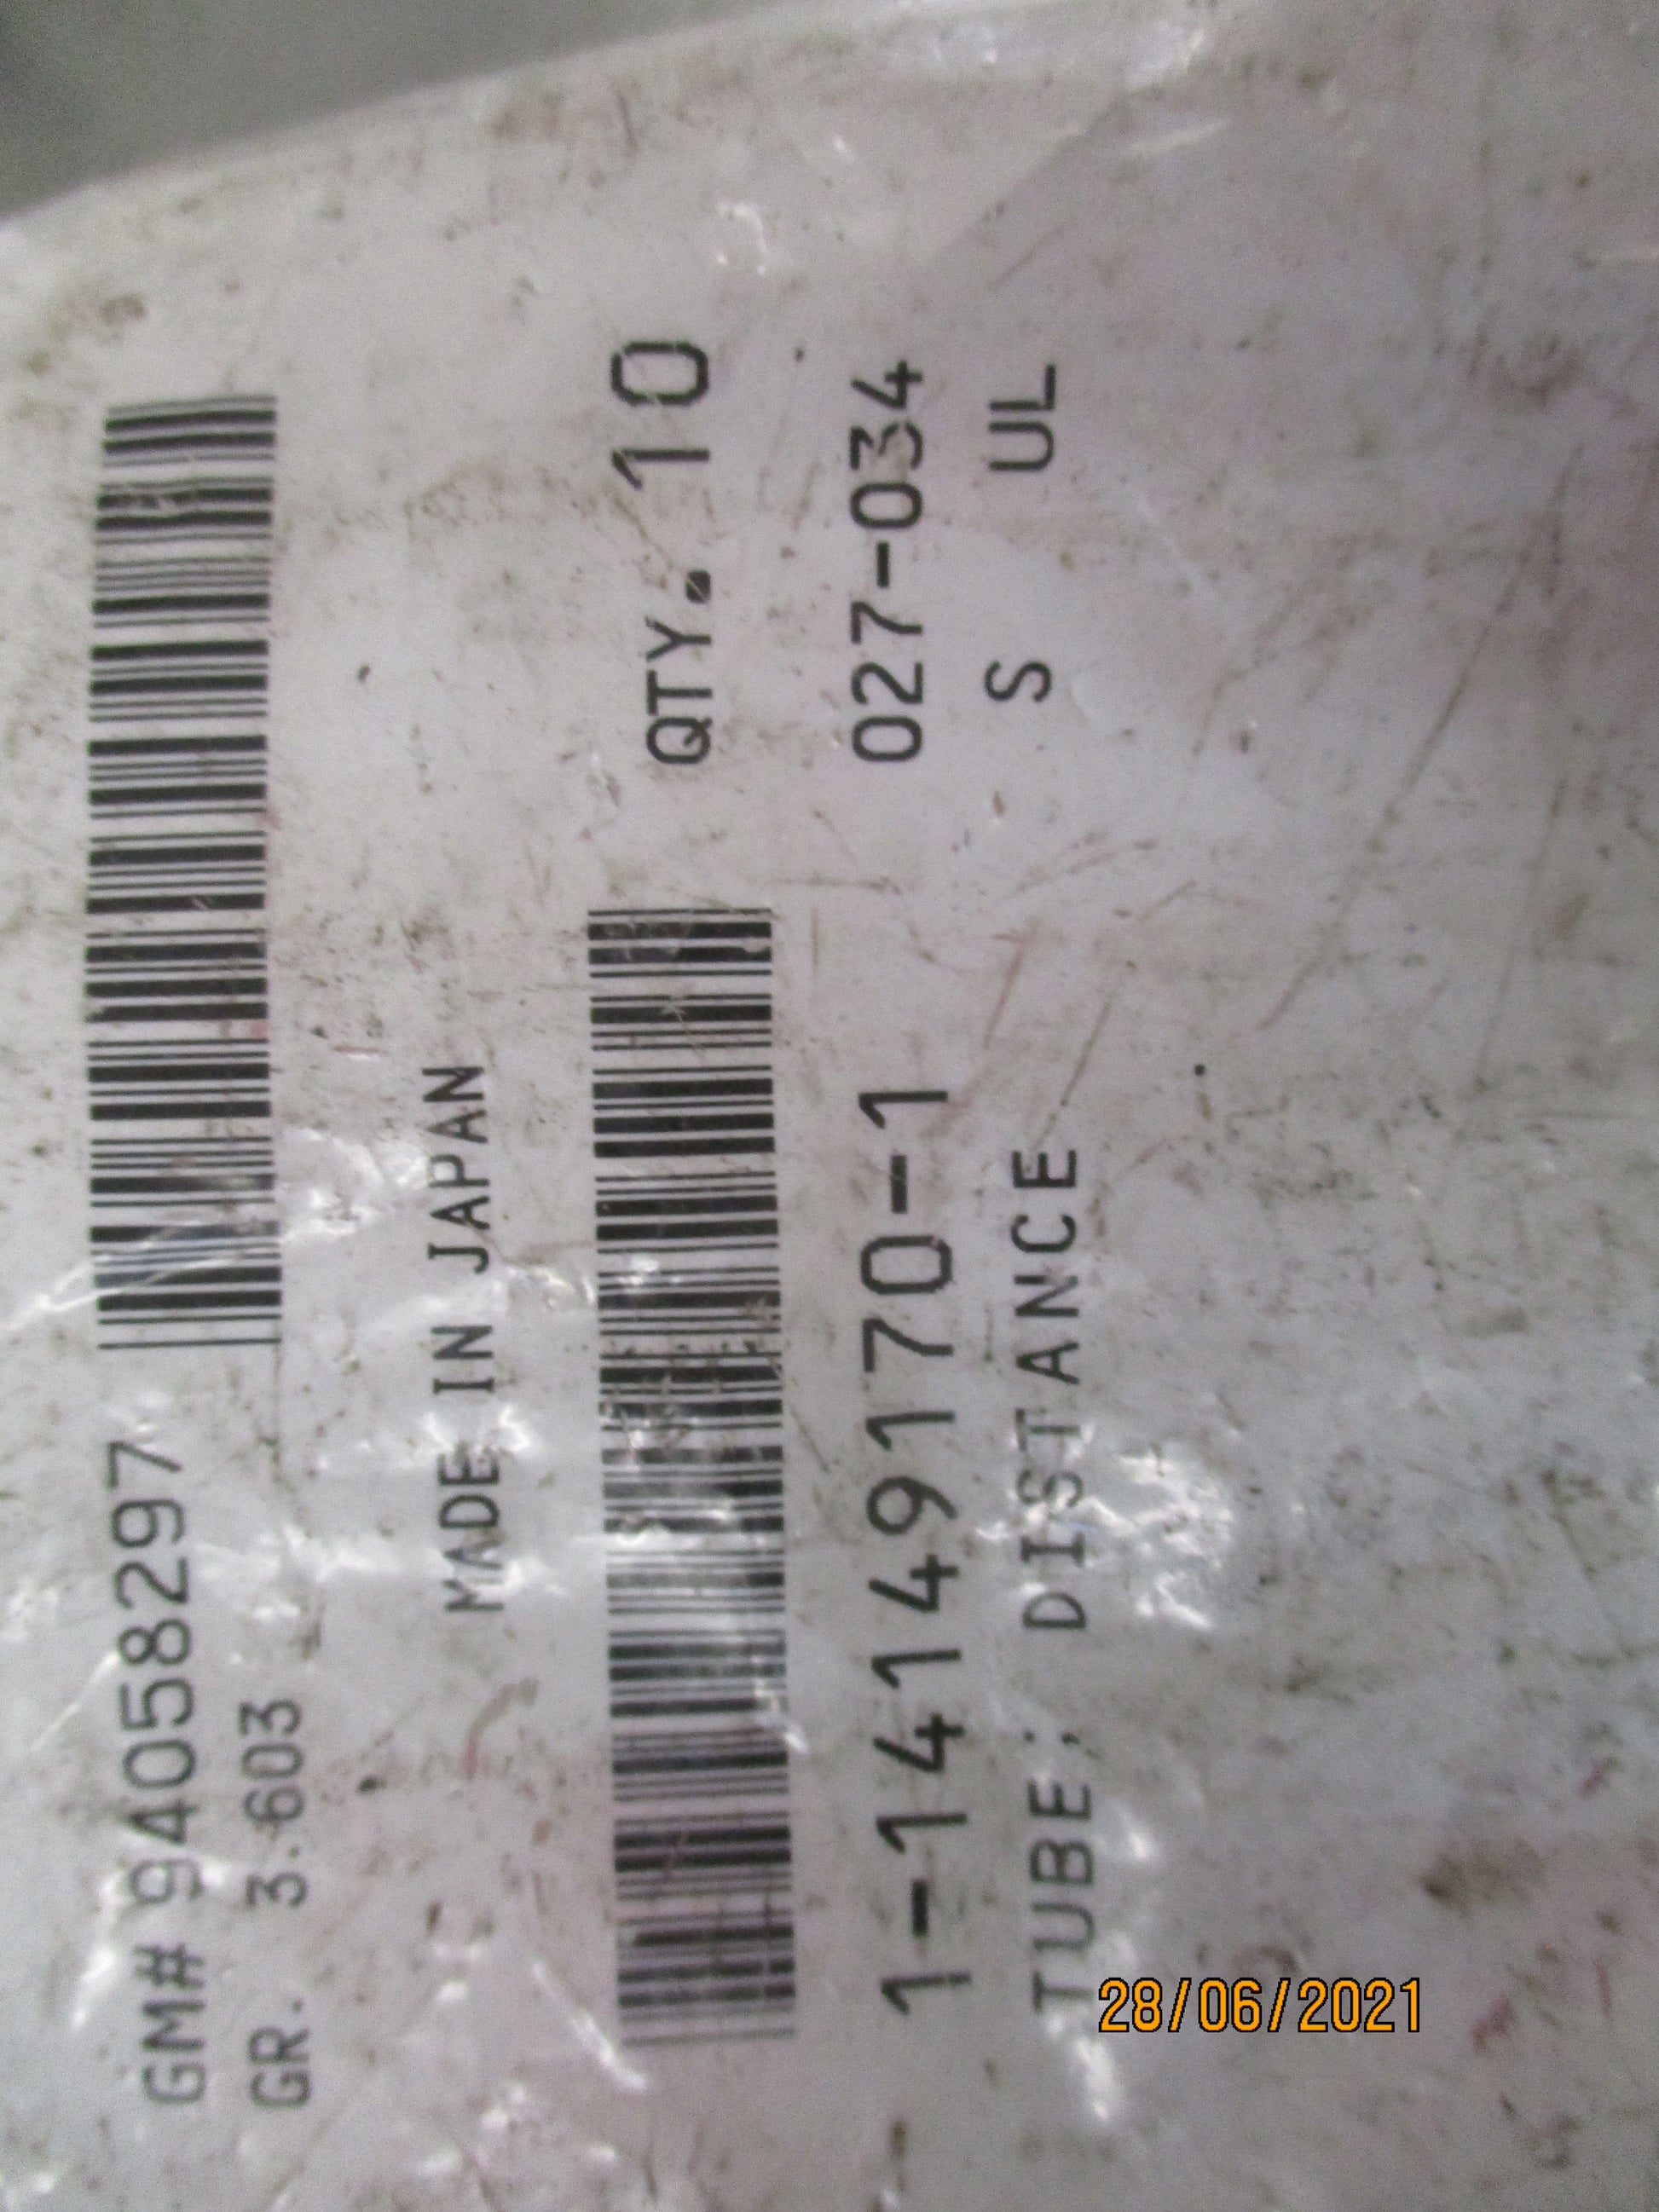 GM# 94058297
GR. 3.603
MADE IN JAPAN
QTY. 10
1-14149170-1
027-034
TUBE; DISTANCE
S UL
28/06/2021